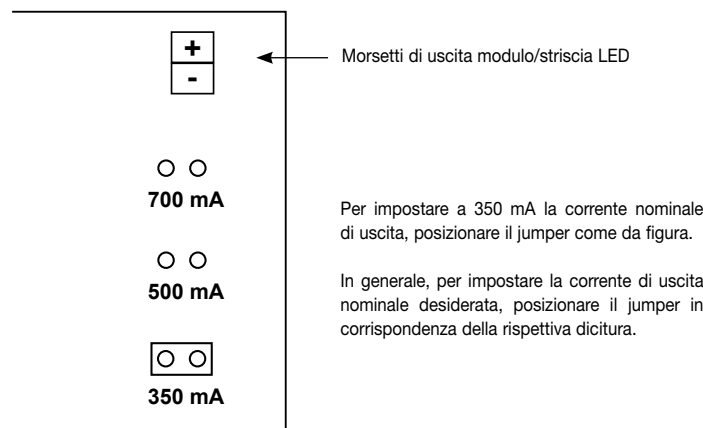 +
-
Morsetti di uscita modulo/striscia LED
700 mA
500 mA
350 mA
Per impostare a 350 mA la corrente nominale
di uscita, posizionare il jumper come da figura.
In generale, per impostare la corrente di uscita
nominale desiderata, posizionare il jumper in
corrispondenza della rispettiva dicitura.